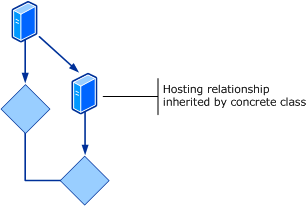 Hosting relationship
inherited by concrete class